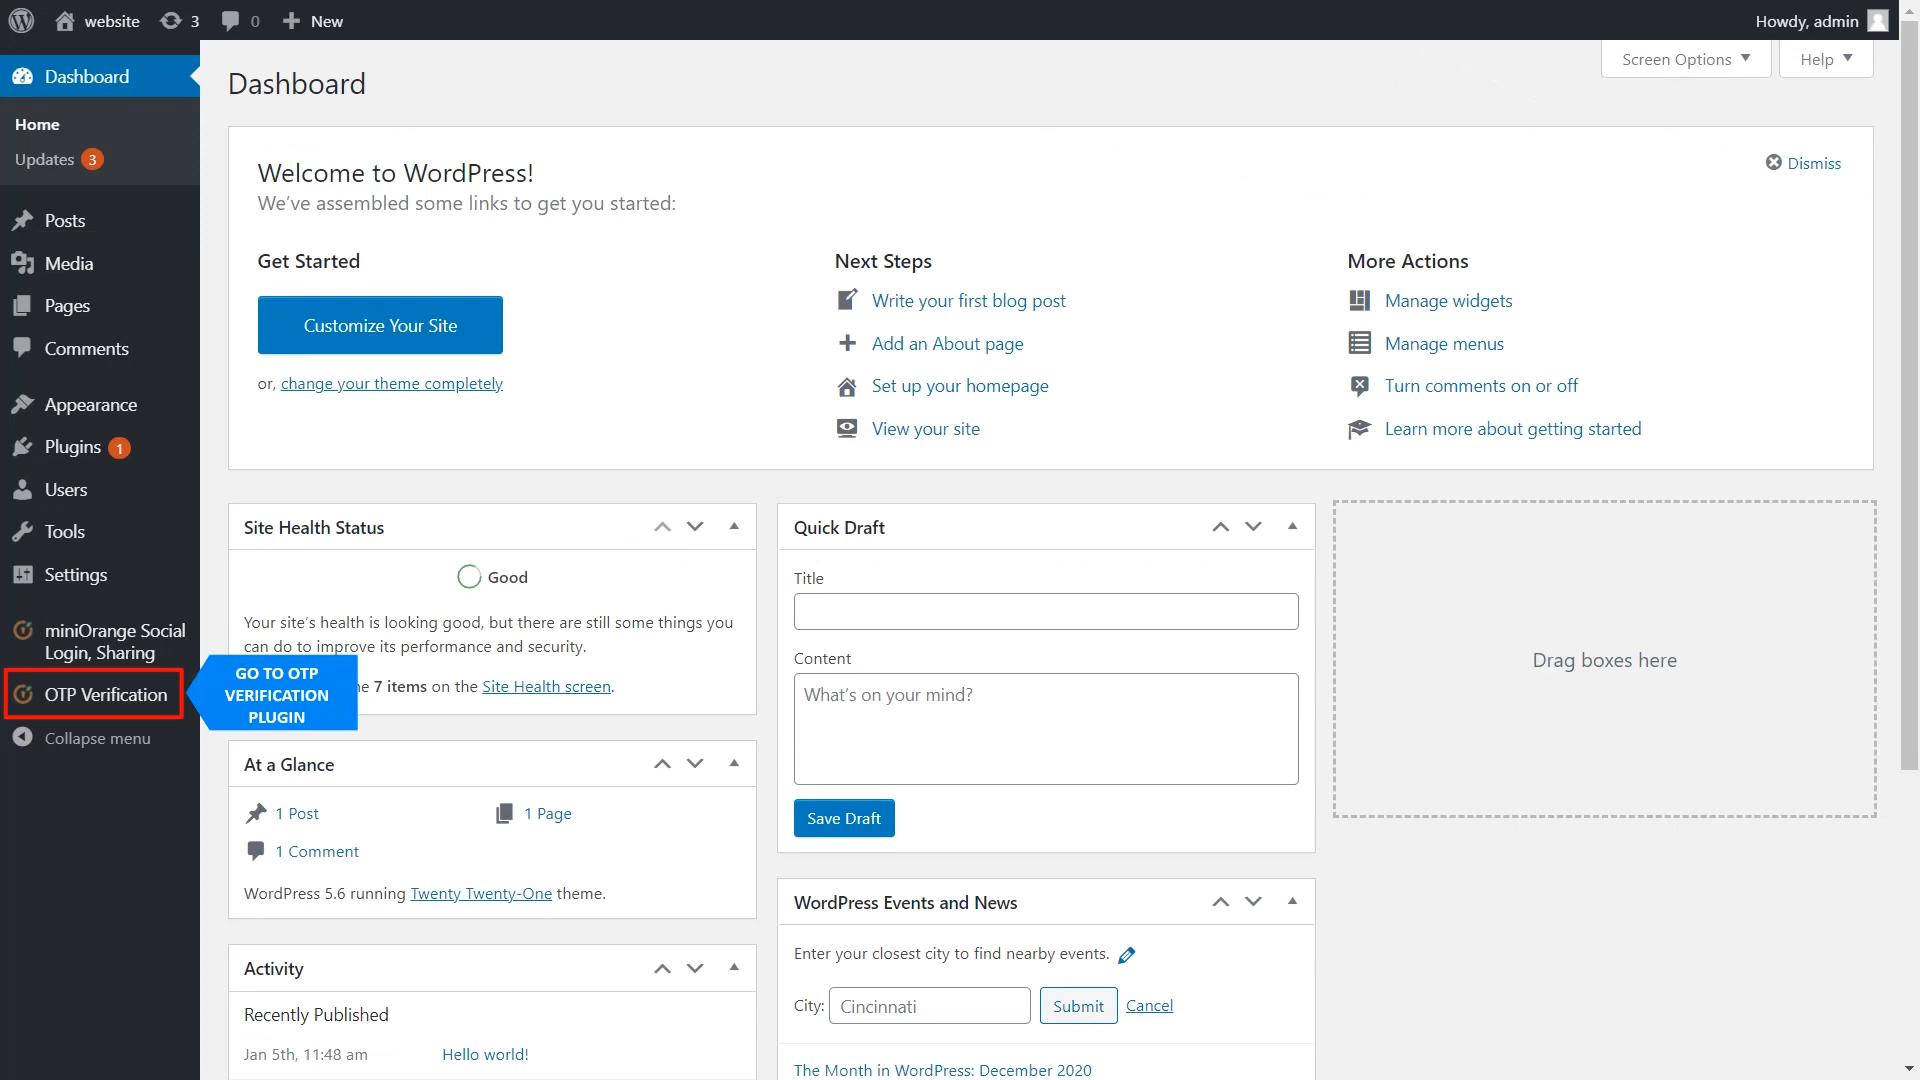 website 3 0 New
Howdy, admin
Dashboard
Home
Updates 3
Posts
Media
Pages
Comments
Appearance
Plugins 1
Users
Tools
Settings
miniOrange Social
Login, Sharing
OTP Verification
Collapse menu
GO TO OTP
VERIFICATION
PLUGIN
Screen Options
Help
Dashboard
Welcome to WordPress!
We've assembled some links to get you started:
Dismiss
Get Started
Customize Your Site
or, change your theme completely
Next Steps
Write your first blog post
Add an About page
Set up your homepage
View your site
More Actions
Manage widgets
Manage menus
Turn comments on or off
Learn more about getting started
Site Health Status
Good
Your site's health is looking good, but there are still some things you
can do to improve its performance and security.
7 items on the Site Health screen.
At a Glance
1 Post
1 Page
1 Comment
WordPress 5.6 running Twenty Twenty-One theme.
Activity
Recently Published
Jan 5th, 11:48 am Hello world!
Quick Draft
Title
Content
What's on your mind?
Save Draft
WordPress Events and News
Enter your closest city to find nearby events.
City: Cincinnati Submit Cancel
The Month in WordPress: December 2020
Drag boxes here